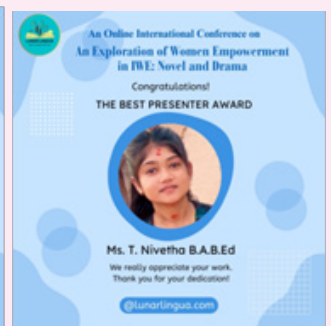 An Online International Conference on
An Exploration of Women Empowerment
in IWE: Novel and Drama
Congratulations!
THE BEST PRESENTER AWARD
Ms. T. Nivetha B.A.B.Ed
We really appreciate your work.
Thank you for your dedication!
@lunarlingua.com